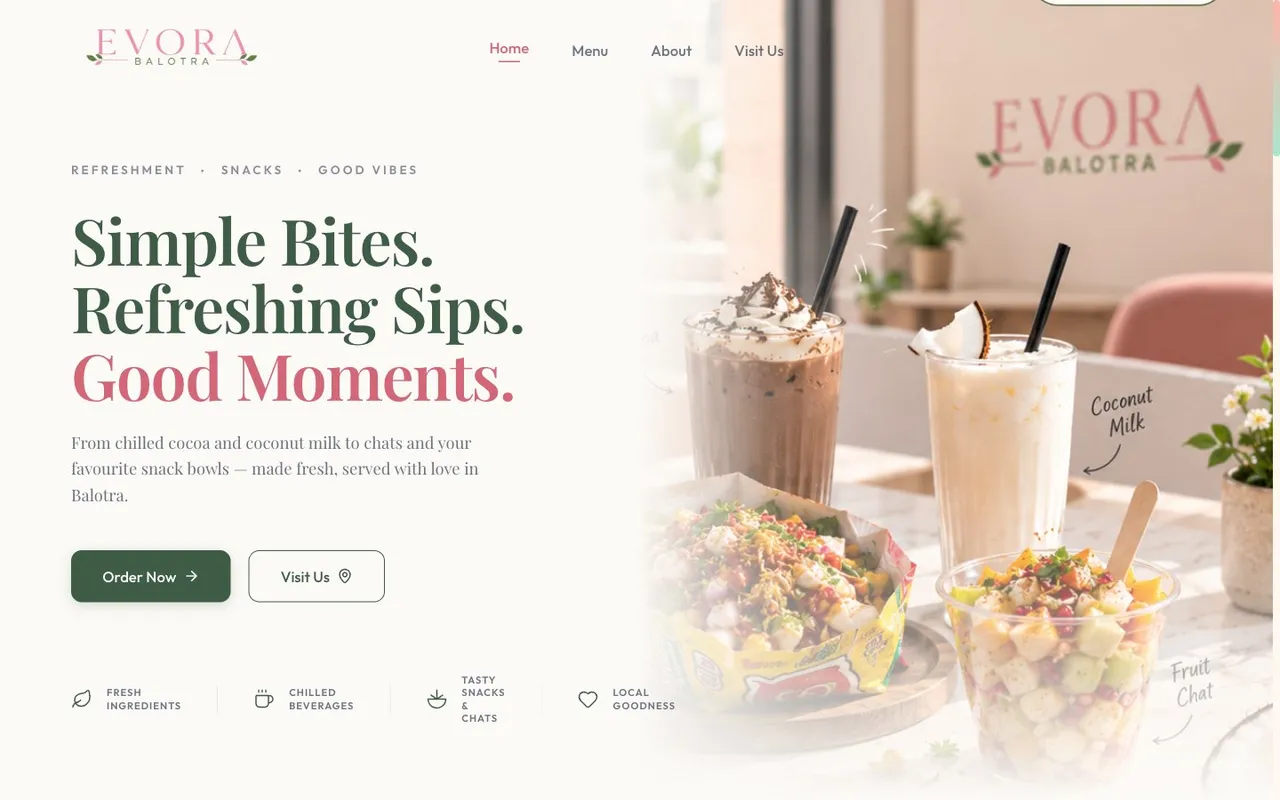 EVORA
BALOTRA
Home
Menu
About
Visit Us
EVORA
BALOTRA
REFRESHMENT • SNACKS • GOOD VIBES
Simple Bites.
Refreshing Sips.
Good Moments.
From chilled cocoa and coconut milk to chats and your
favourite snack bowls — made fresh, served with love in
Balotra.
Order Now
Visit Us
Coconut
Milk
Fruit
Chat
FRESH
INGREDIENTS
CHILLED
BEVERAGES
TASTY
SNACKS
&
CHATS
LOCAL
GOODNESS